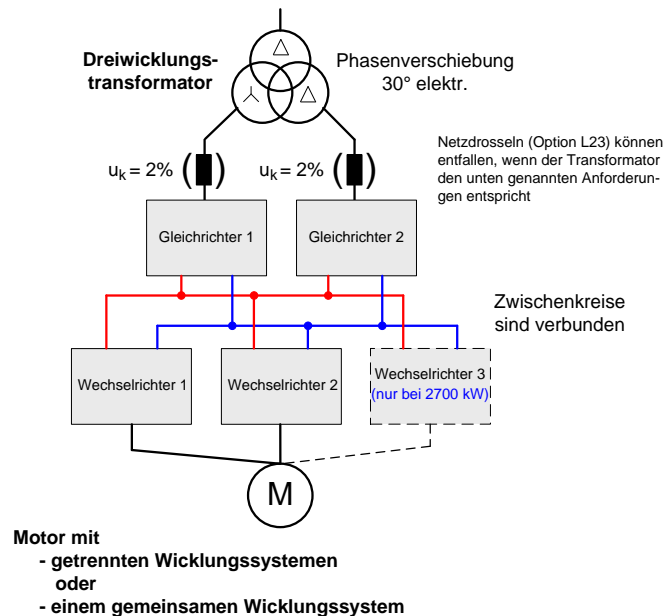 Dreiwicklungs-
transformator
Phasenverschiebung
30° elektr.
Netzdrosseln (Option L23) können
entfallen, wenn der Transformator
den unten genannten Anforderun-
gen entspricht
uk = 2% ( )
uk = 2% ( )
Gleichrichter 1
Gleichrichter 2
Zwischenkreise
sind verbunden
Wechselrichter 1
Wechselrichter 2
Wechselrichter 3
(nur bei 2700 kW)
M
Motor mit
- getrennten Wicklungssystemen
oder
- einem gemeinsamen Wicklungssystem